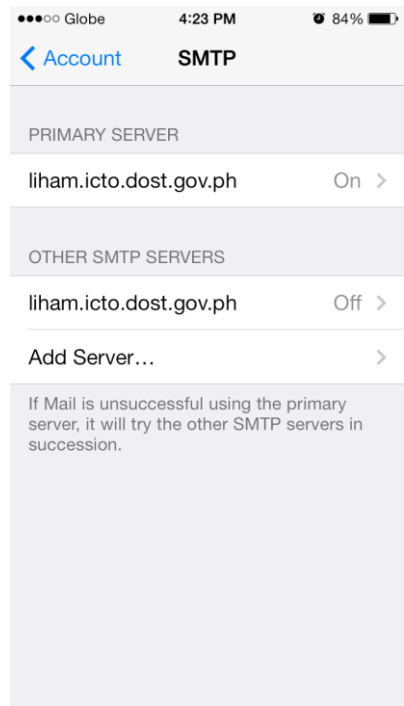 Globe 4:23 PM 84%
Account SMTP
PRIMARY SERVER
liham.icto.dost.gov.ph On
OTHER SMTP SERVERS
liham.icto.dost.gov.ph Off
Add Server...
If Mail is unsuccessful using the primary
server, it will try the other SMTP servers in
succession.